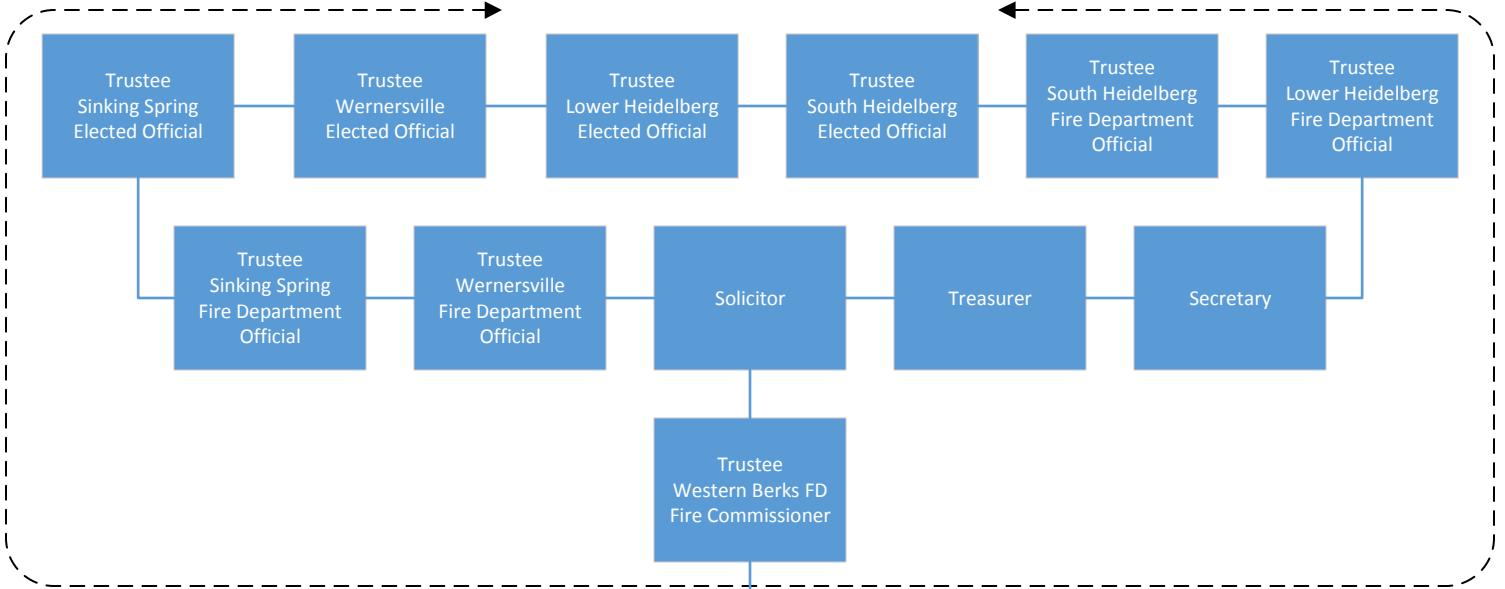 Trustee
Sinking Spring
Elected Official
Trustee
Wernersville
Elected Official
Trustee
Lower Heidelberg
Elected Official
Trustee
South Heidelberg
Elected Official
Trustee
South Heidelberg
Fire Department
Official
Trustee
Lower Heidelberg
Fire Department
Official
Trustee
Sinking Spring
Fire Department
Official
Trustee
Wernersville
Fire Department
Official
Solicitor
Treasurer
Secretary
Trustee
Western Berks FD
Fire Commissioner